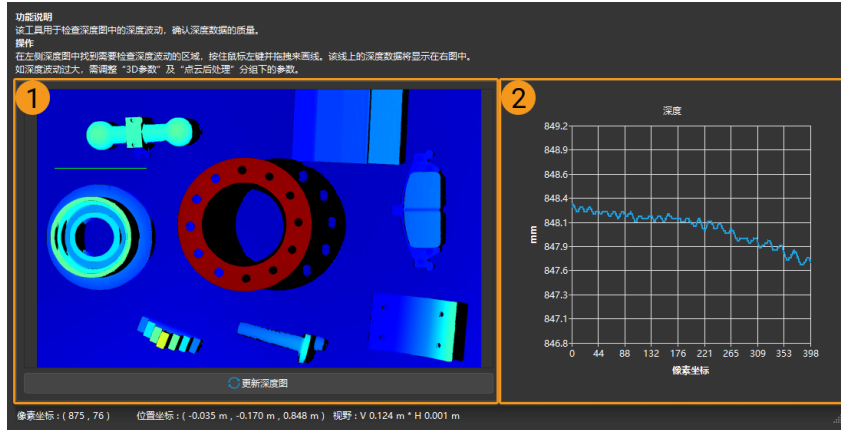 功能说明
该工具用于检查深度图中的深度波动，确认深度数据的质量。
操作
在左侧深度图中找到需要检查深度波动的区域，按住鼠标左键并拖拽来画线。该线上的深度数据将显示在右图中。
如深度波动过大，需调整“3D参数”及“点云后处理”分组下的参数。
1
更新深度图
2
深度
849.2
848.9
848.6
848.4
848.1
847.9
847.6
847.3
847.1
846.8
mm
0 44 88 132 176 221 265 309 353 398
像素坐标
像素坐标：( 875 , 76 ) 位置坐标：( -0.035 m , -0.170 m , 0.848 m ) 视野：V 0.124 m * H 0.001 m